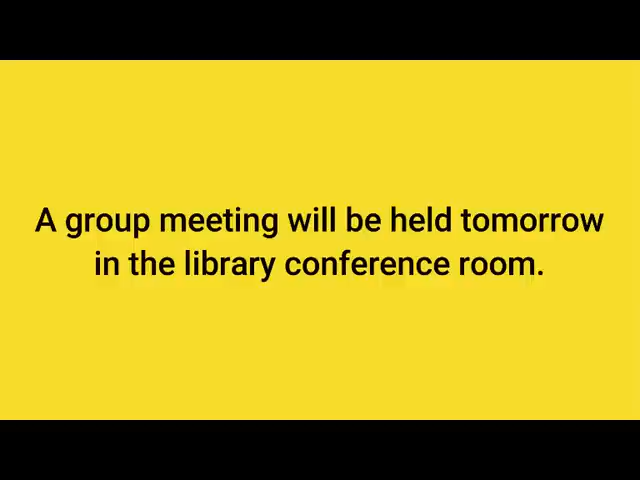 A group meeting will be held tomorrow
in the library conference room.